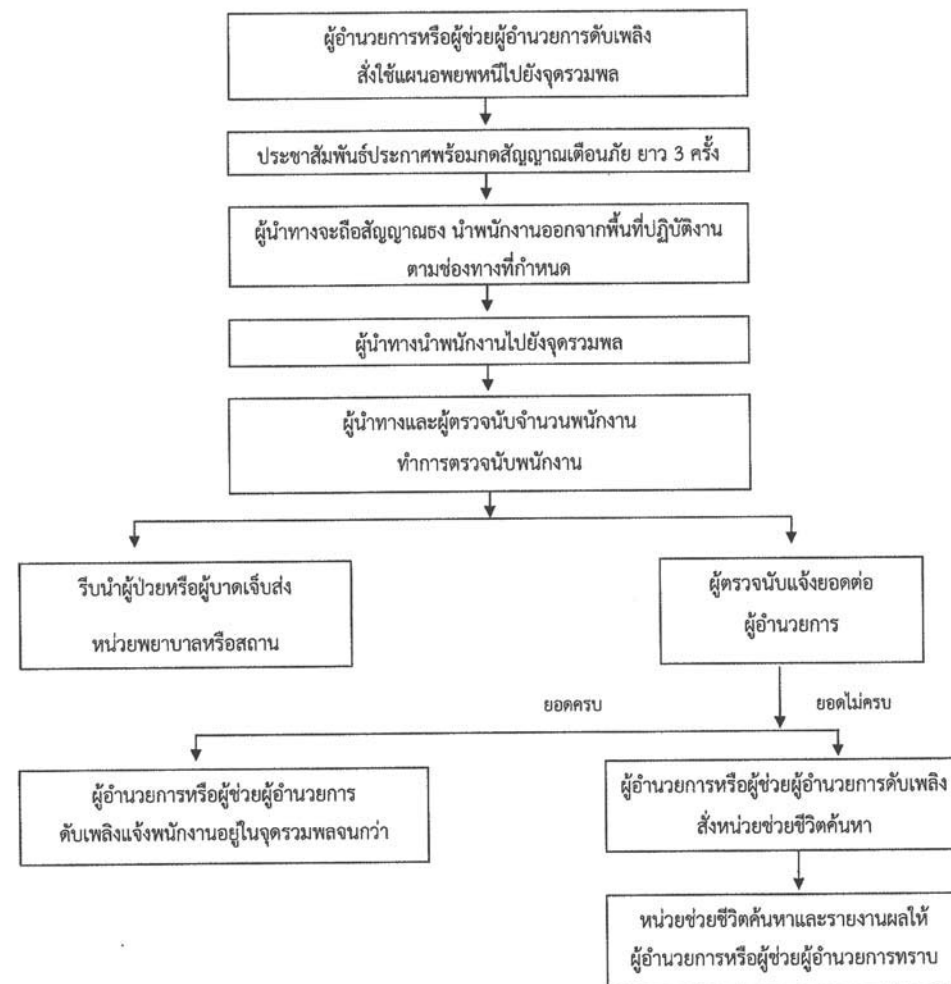 ผู้อำนวยการหรือผู้ช่วยผู้อำนวยการดับเพลิง
สั่งใช้แผนอพยพหนีไปยังจุดรวมพล
ประชาสัมพันธ์ประกาศพร้อมกดสัญญาณเตือนภัย ยาว 3 ครั้ง
ผู้นำทางจะถือสัญญาณธง นำพนักงานออกจากพื้นที่ปฏิบัติงาน
ตามช่องทางที่กำหนด
ผู้นำทางนำพนักงานไปยังจุดรวมพล
ผู้นำทางและผู้ตรวจนับจำนวนพนักงาน
ทำการตรวจนับพนักงาน
รีบนำผู้ป่วยหรือผู้บาดเจ็บส่ง
หน่วยพยาบาลหรือสถาน
ผู้ตรวจนับแจ้งยอดต่อ
ผู้อำนวยการ
ยอดครบ
ยอดไม่ครบ
ผู้อำนวยการหรือผู้ช่วยผู้อำนวยการ
ดับเพลิงแจ้งพนักงานอยู่ในจุดรวมพลจนกว่า
ผู้อำนวยการหรือผู้ช่วยผู้อำนวยการดับเพลิง
สั่งหน่วยช่วยชีวิตค้นหา
หน่วยช่วยชีวิตค้นหาและรายงานผลให้
ผู้อำนวยการหรือผู้ช่วยผู้อำนวยการทราบ